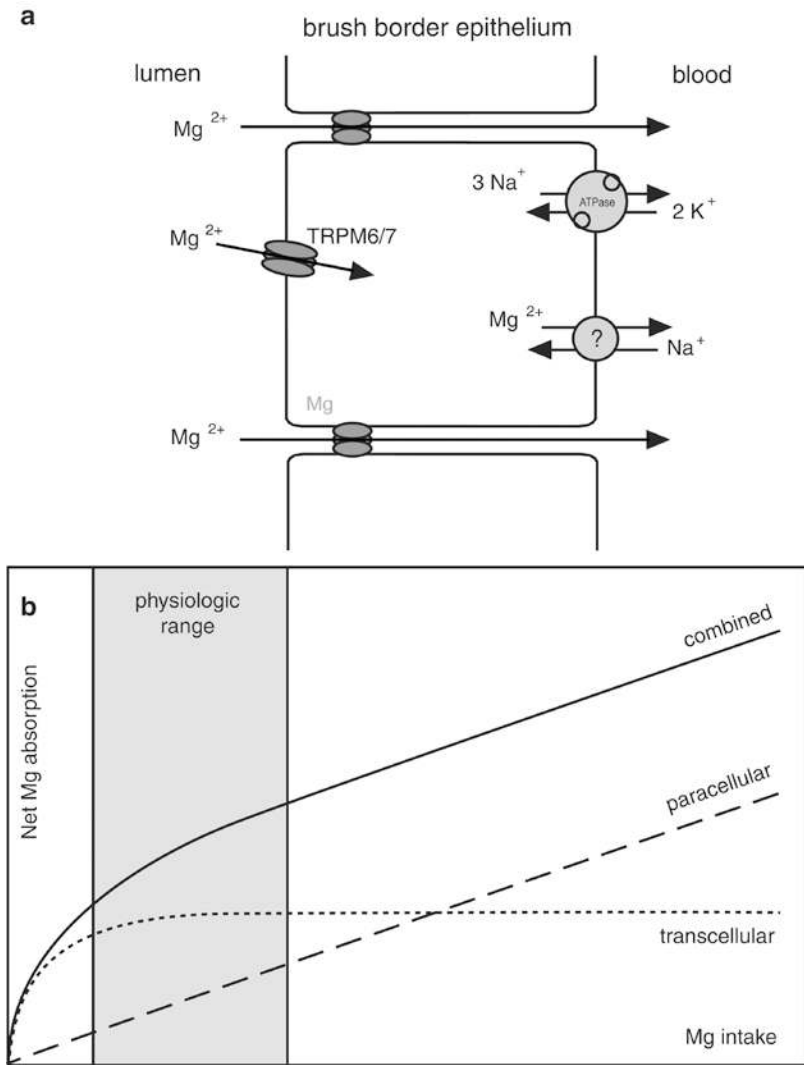 a
brush border epithelium
lumen
blood
Mg 2+
3 Na+
ATPase
2 K+
Mg 2+
TRPM6/7
Mg 2+
?
Na+
Mg
Mg 2+
b
physiologic
range
Net Mg absorption
combined
paracellular
transcellular
Mg intake